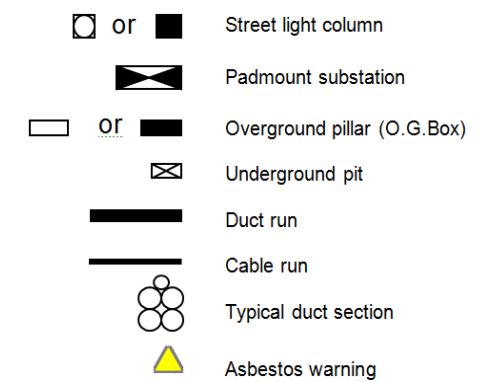 or Street light column
Padmount substation
or Overground pillar (O.G.Box)
Underground pit
Duct run
Cable run
Typical duct section
Asbestos warning